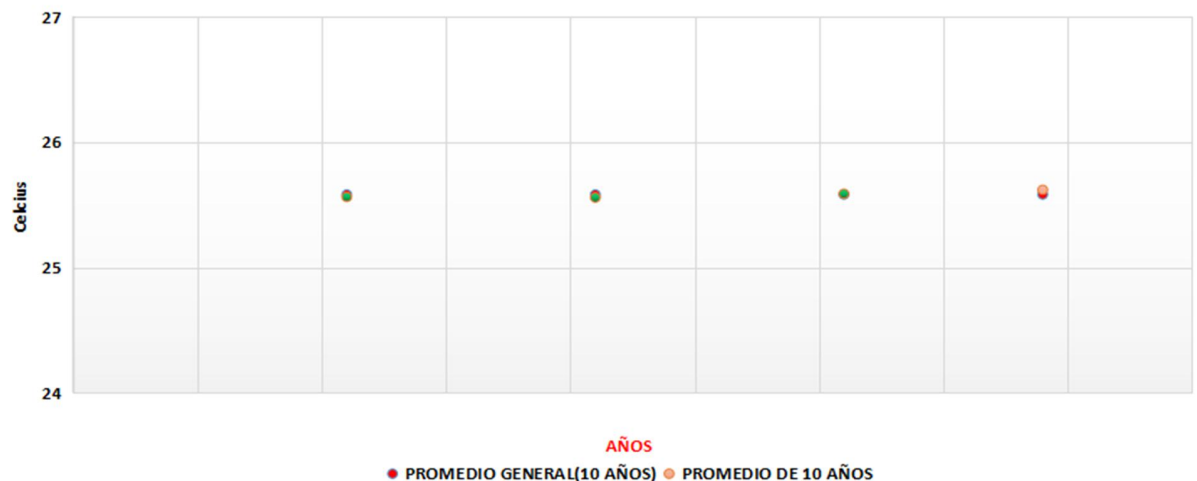 27
26
25
24
Celcius
AÑOS
PROMEDIO GENERAL(10 AÑOS) PROMEDIO DE 10 AÑOS